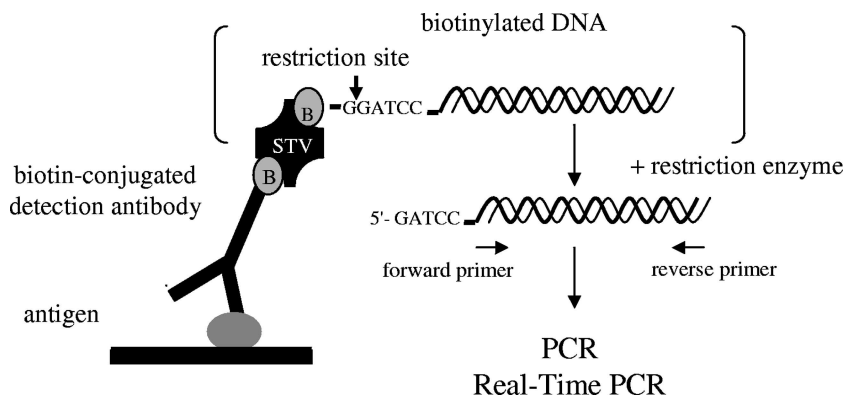 biotinylated DNA
restriction site
B
GGATCC
STV
B
biotin-conjugated
detection antibody
+ restriction enzyme
5'- GATCC
forward primer
reverse primer
antigen
PCR
Real-Time PCR